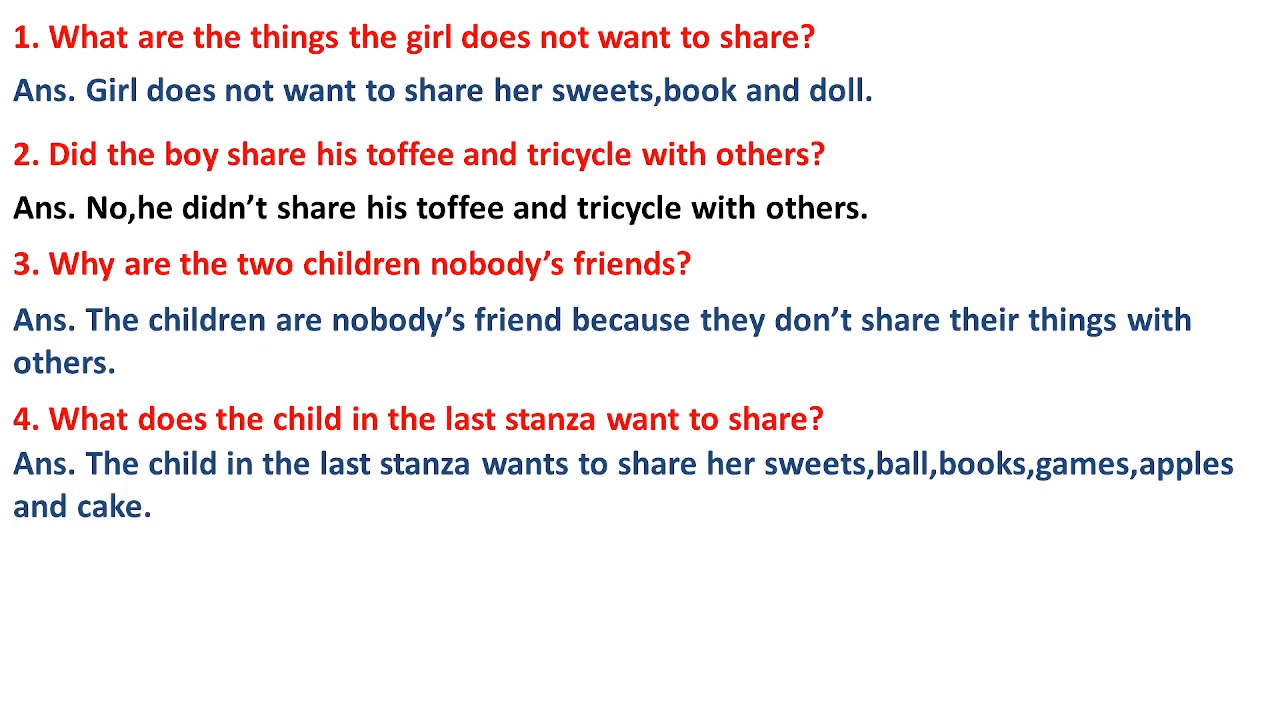 1. What are the things the girl does not want to share?
Ans. Girl does not want to share her sweets,book and doll.
2. Did the boy share his toffee and tricycle with others?
Ans. No,he didn’t share his toffee and tricycle with others.
3. Why are the two children nobody’s friends?
Ans. The children are nobody’s friend because they don’t share their things with
others.
4. What does the child in the last stanza want to share?
Ans. The child in the last stanza wants to share her sweets,ball,books,games,apples
and cake.